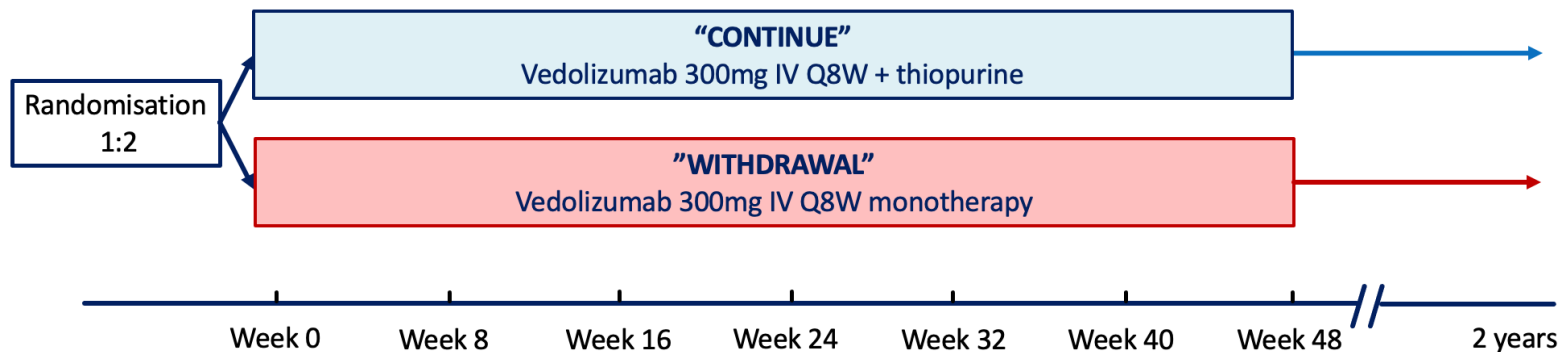 ”CONTINUE”
Vedolizumab 300mg IV Q8W + thiopurine
Randomisation
1:2
”WITHDRAWAL”
Vedolizumab 300mg IV Q8W monotherapy
Week 0 Week 8 Week 16 Week 24 Week 32 Week 40 Week 48 2 years